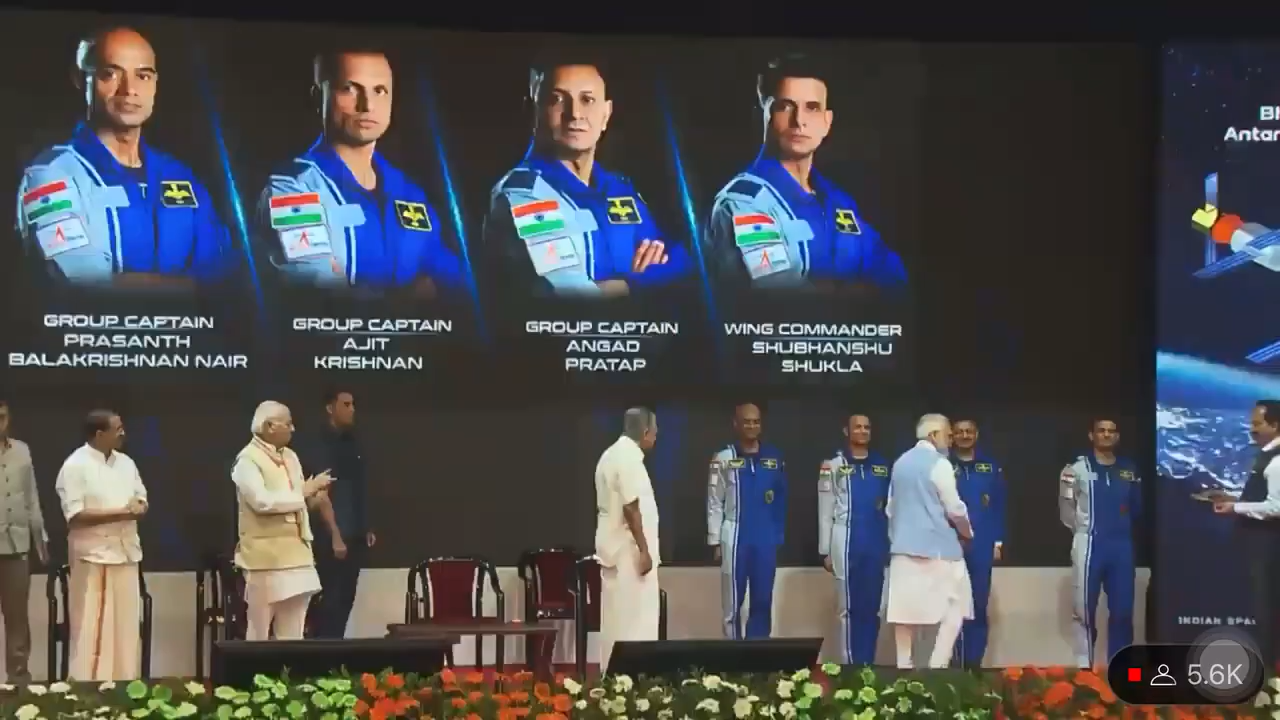 GROUP CAPTAIN
PRASANTH
BALAKRISHNAN NAIR
GROUP CAPTAIN
AJIT
KRISHNAN
GROUP CAPTAIN
ANGAD
PRATAP
WING COMMANDER
SHUBHANSHU
SHUKLA
Antar
INDIAN SPA
5.6K